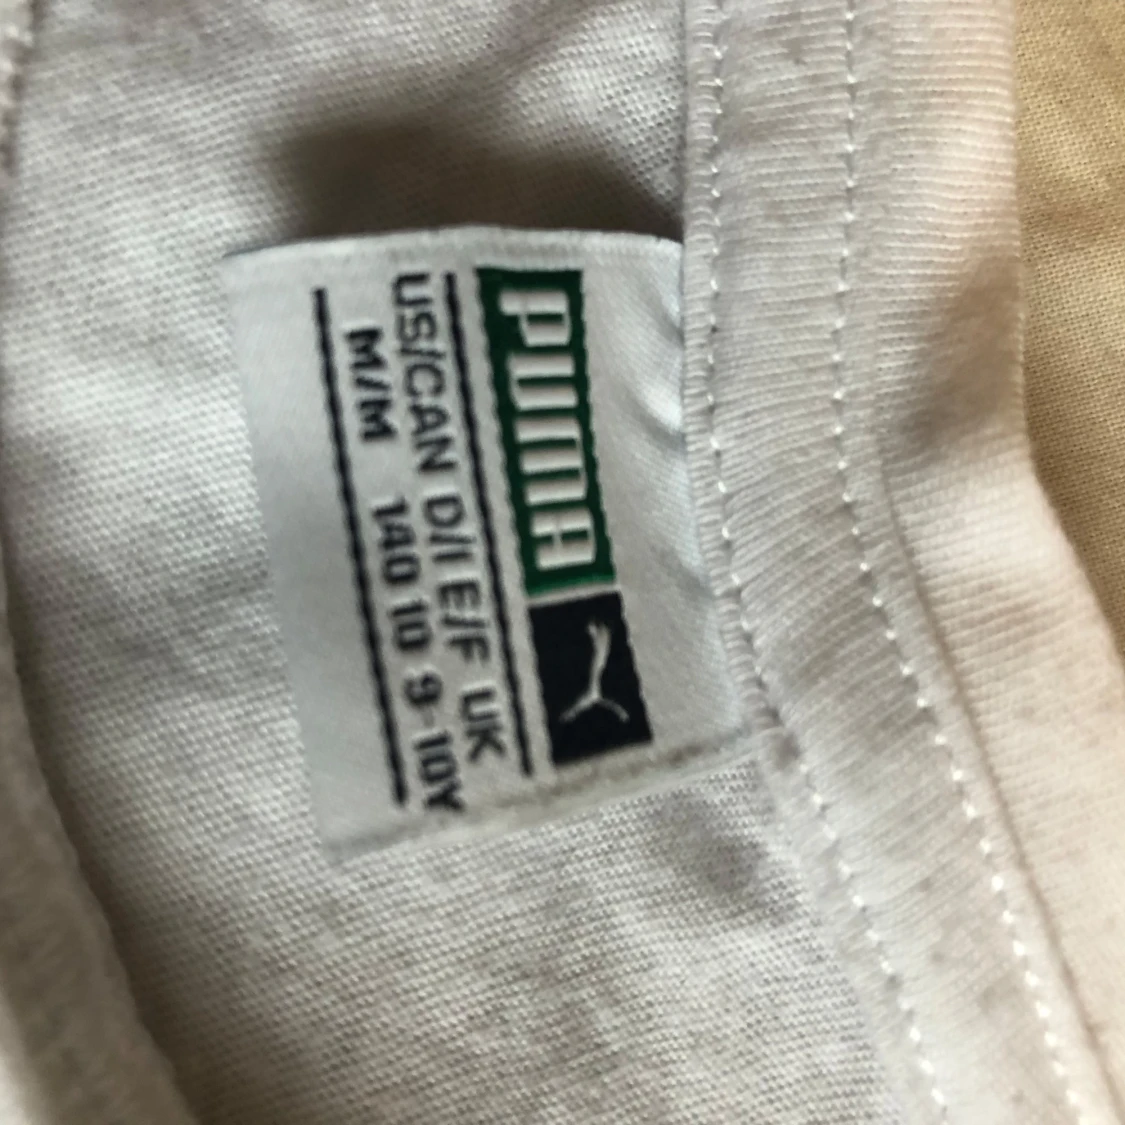 PUMA
US/CAN D/I E/F UK
M/M 140 10 9-10Y